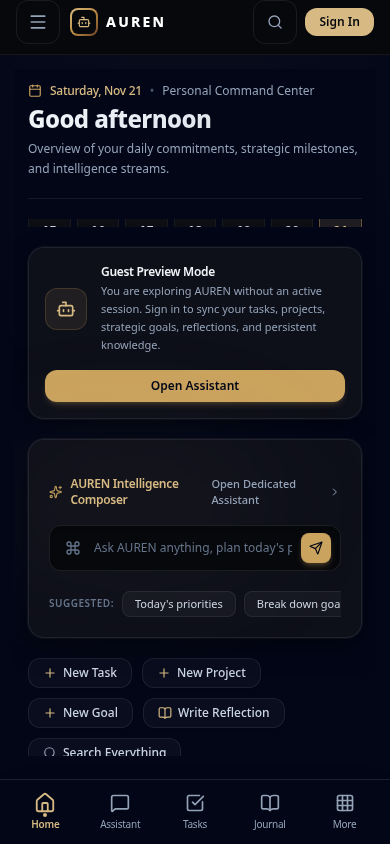 AUREN
Sign In
Saturday, Nov 21 • Personal Command Center
Good afternoon
Overview of your daily commitments, strategic milestones,
and intelligence streams.
Guest Preview Mode
You are exploring AUREN without an active
session. Sign in to sync your tasks, projects,
strategic goals, reflections, and persistent
knowledge.
Open Assistant
AUREN Intelligence
Composer
Open Dedicated
Assistant
Ask AUREN anything, plan today's p
SUGGESTED:
Today's priorities
Break down goa
New Task
New Project
New Goal
Write Reflection
Search Everything
Home
Assistant
Tasks
Journal
More